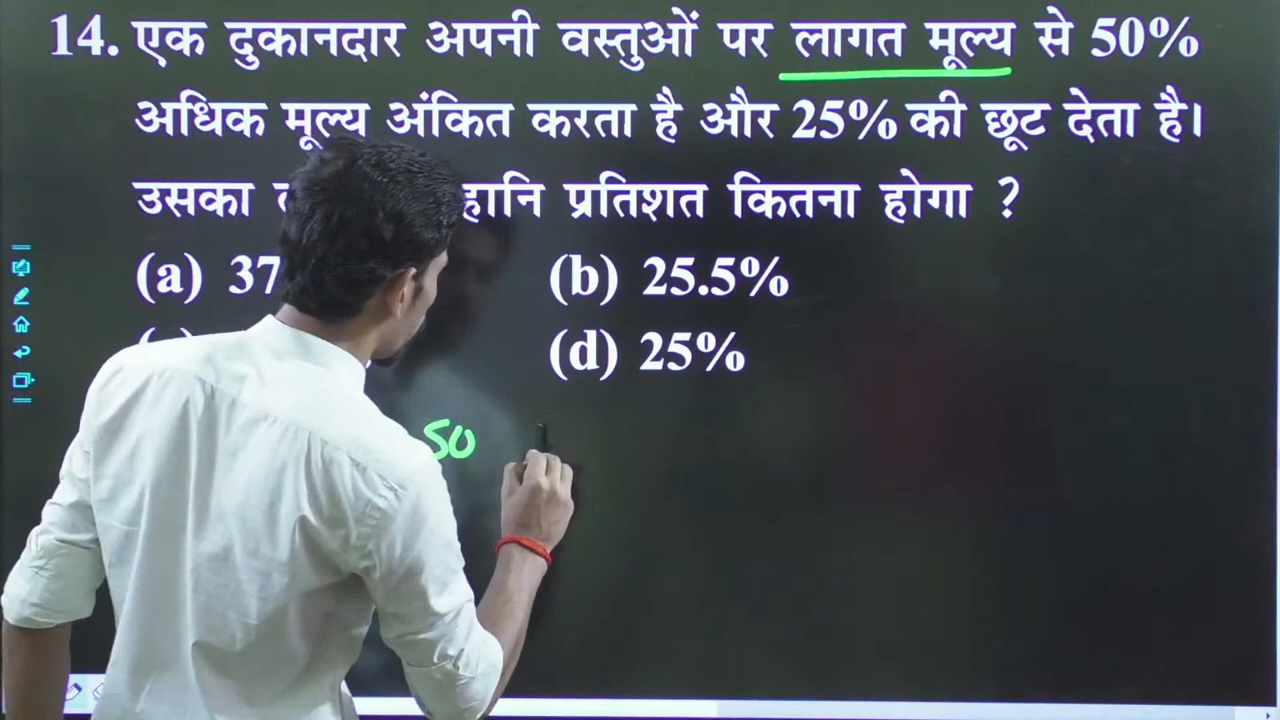 14. एक दुकानदार अपनी वस्तुओं पर लागत मूल्य से 50%
अधिक मूल्य अंकित करता है और 25% की छूट देता है।
उसका हानि प्रतिशत कितना होगा ?
(a) 37 (b) 25.5%
(d) 25%
50